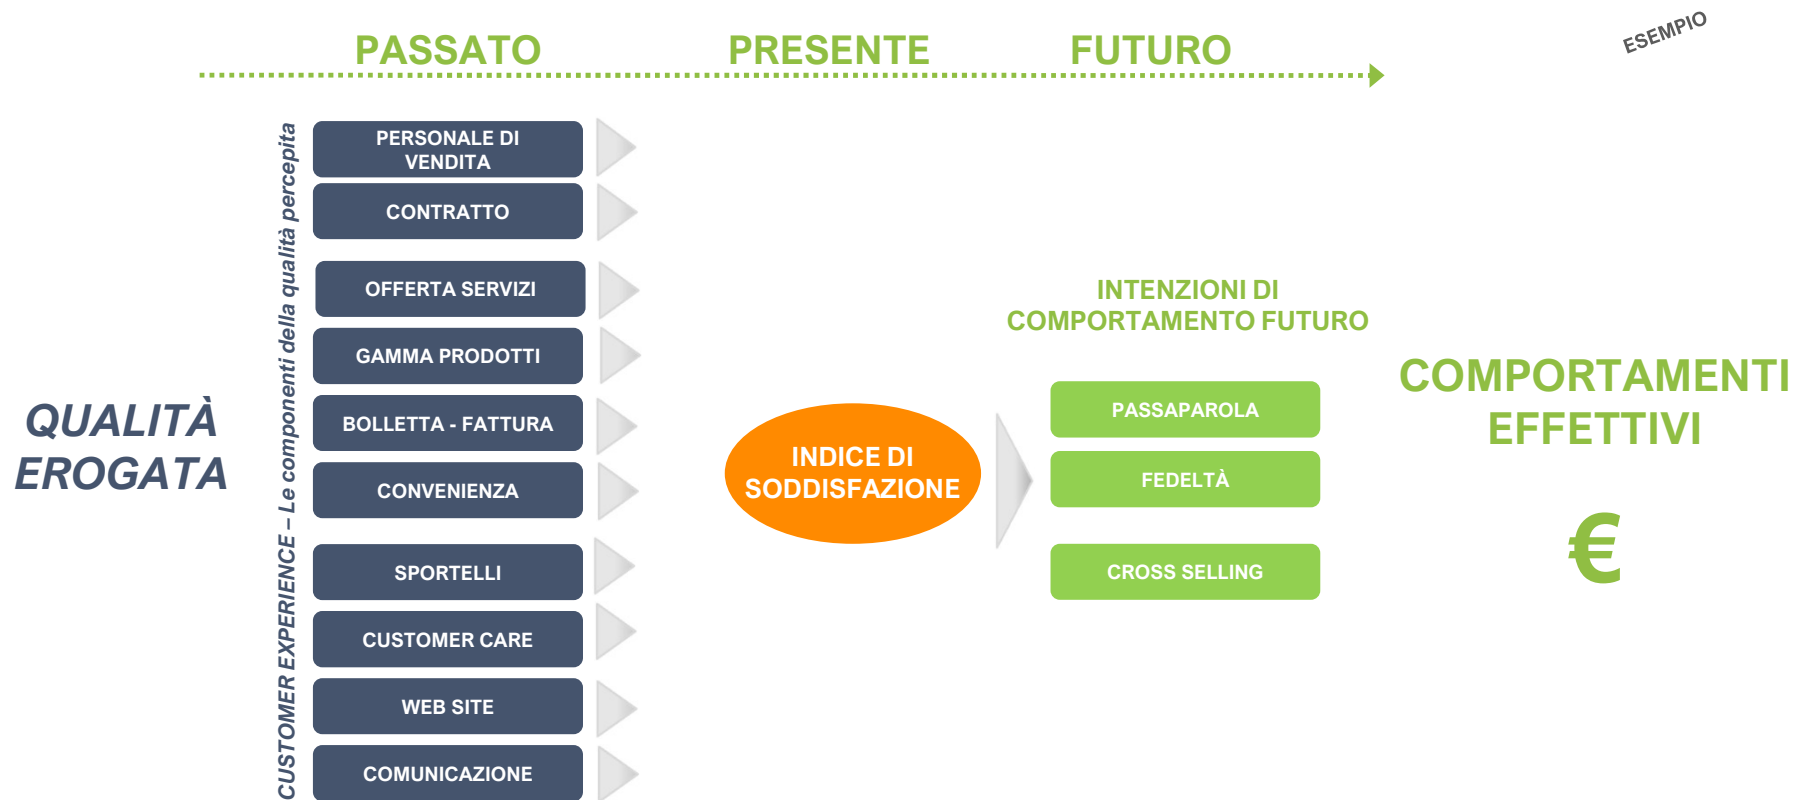 PASSATO
PRESENTE
FUTURO
ESEMPIO
QUALITÀ
EROGATA
CUSTOMER EXPERIENCE – Le componenti della qualità percepita
PERSONALE DI
VENDITA
CONTRATTO
OFFERTA SERVIZI
GAMMA PRODOTTI
BOLLETTA - FATTURA
CONVENIENZA
SPORTELLI
CUSTOMER CARE
WEB SITE
COMUNICAZIONE
INDICE DI
SODDISFAZIONE
INTENZIONI DI
COMPORTAMENTO FUTURO
PASSAPAROLA
FEDELTÀ
CROSS SELLING
COMPORTAMENTI
EFFETTIVI
€